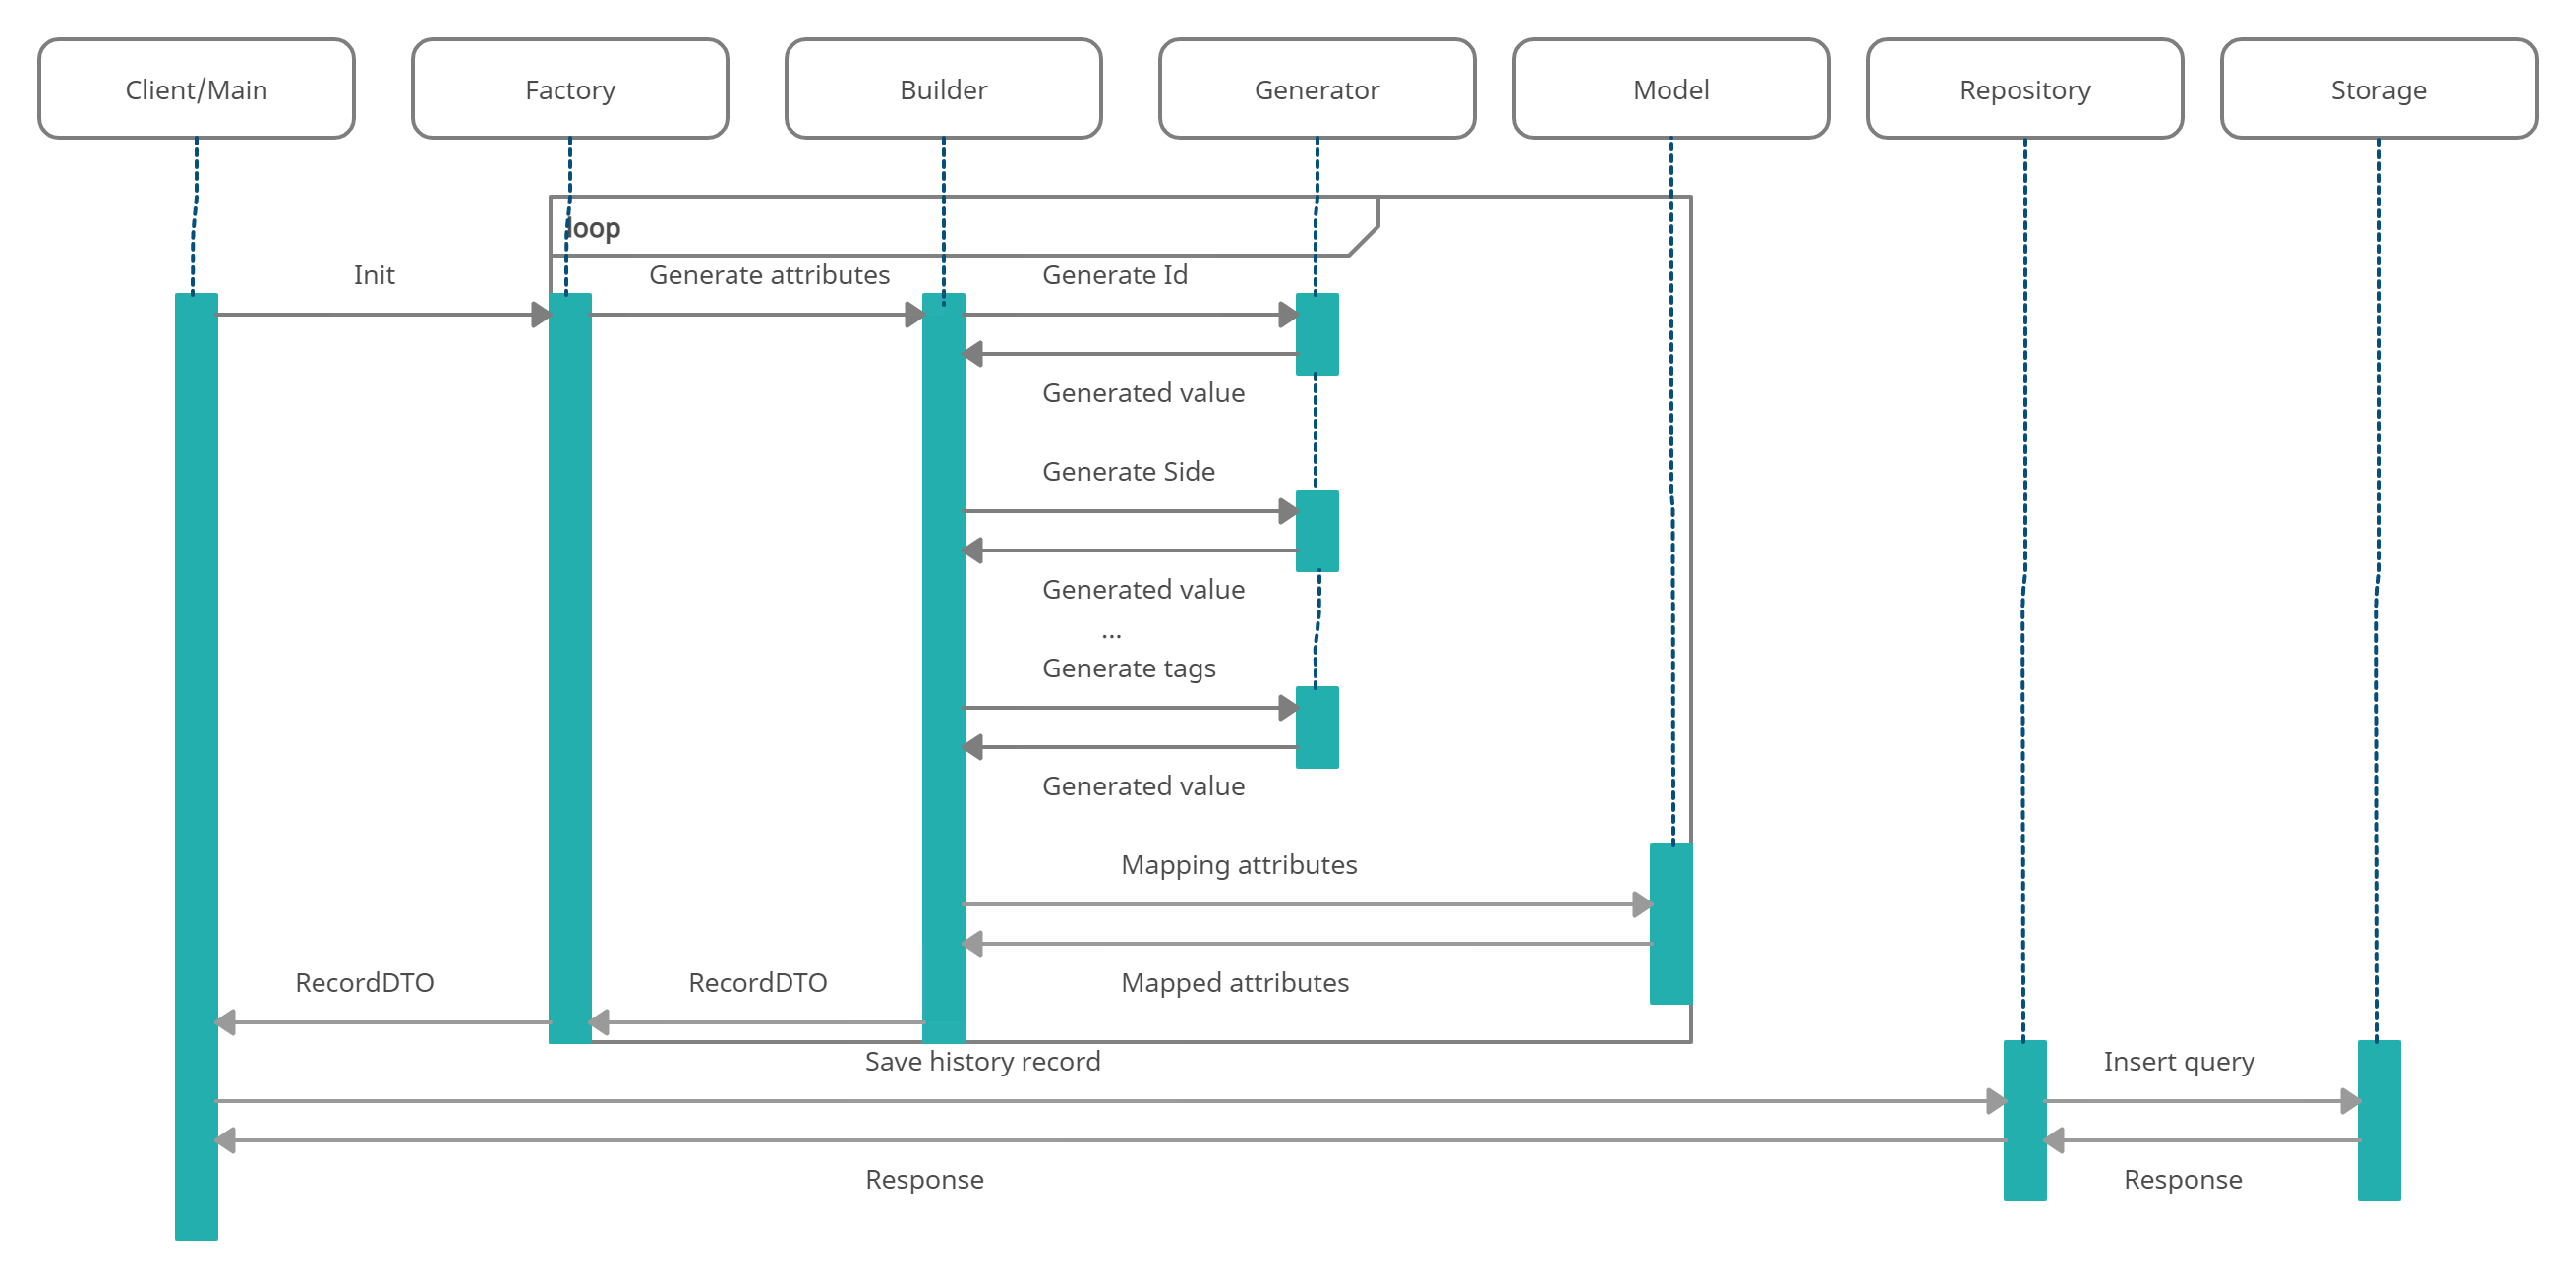 Client/Main
Factory
Builder
Generator
Model
Repository
Storage
loop
Init
Generate attributes
Generate Id
Generated value
Generate Side
Generated value
...
Generate tags
Generated value
Mapping attributes
RecordDTO
RecordDTO
Mapped attributes
Save history record
Insert query
Response
Response